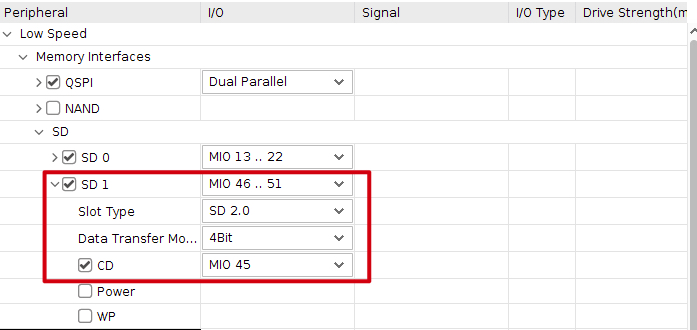 Peripheral I/O Signal I/O Type Drive Strength(m
Low Speed
Memory Interfaces
QSPI Dual Parallel
NAND
SD
SD 0 MIO 13 .. 22
SD 1 MIO 46 .. 51
Slot Type SD 2.0
Data Transfer Mo... 4Bit
CD MIO 45
Power
WP